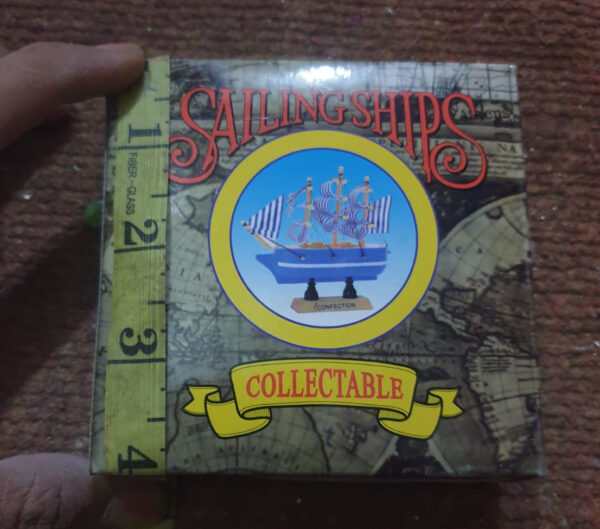 SAILING SHIPS
CONFECTION
COLLECTABLE
1
FIBER-GLASS
2
3
4